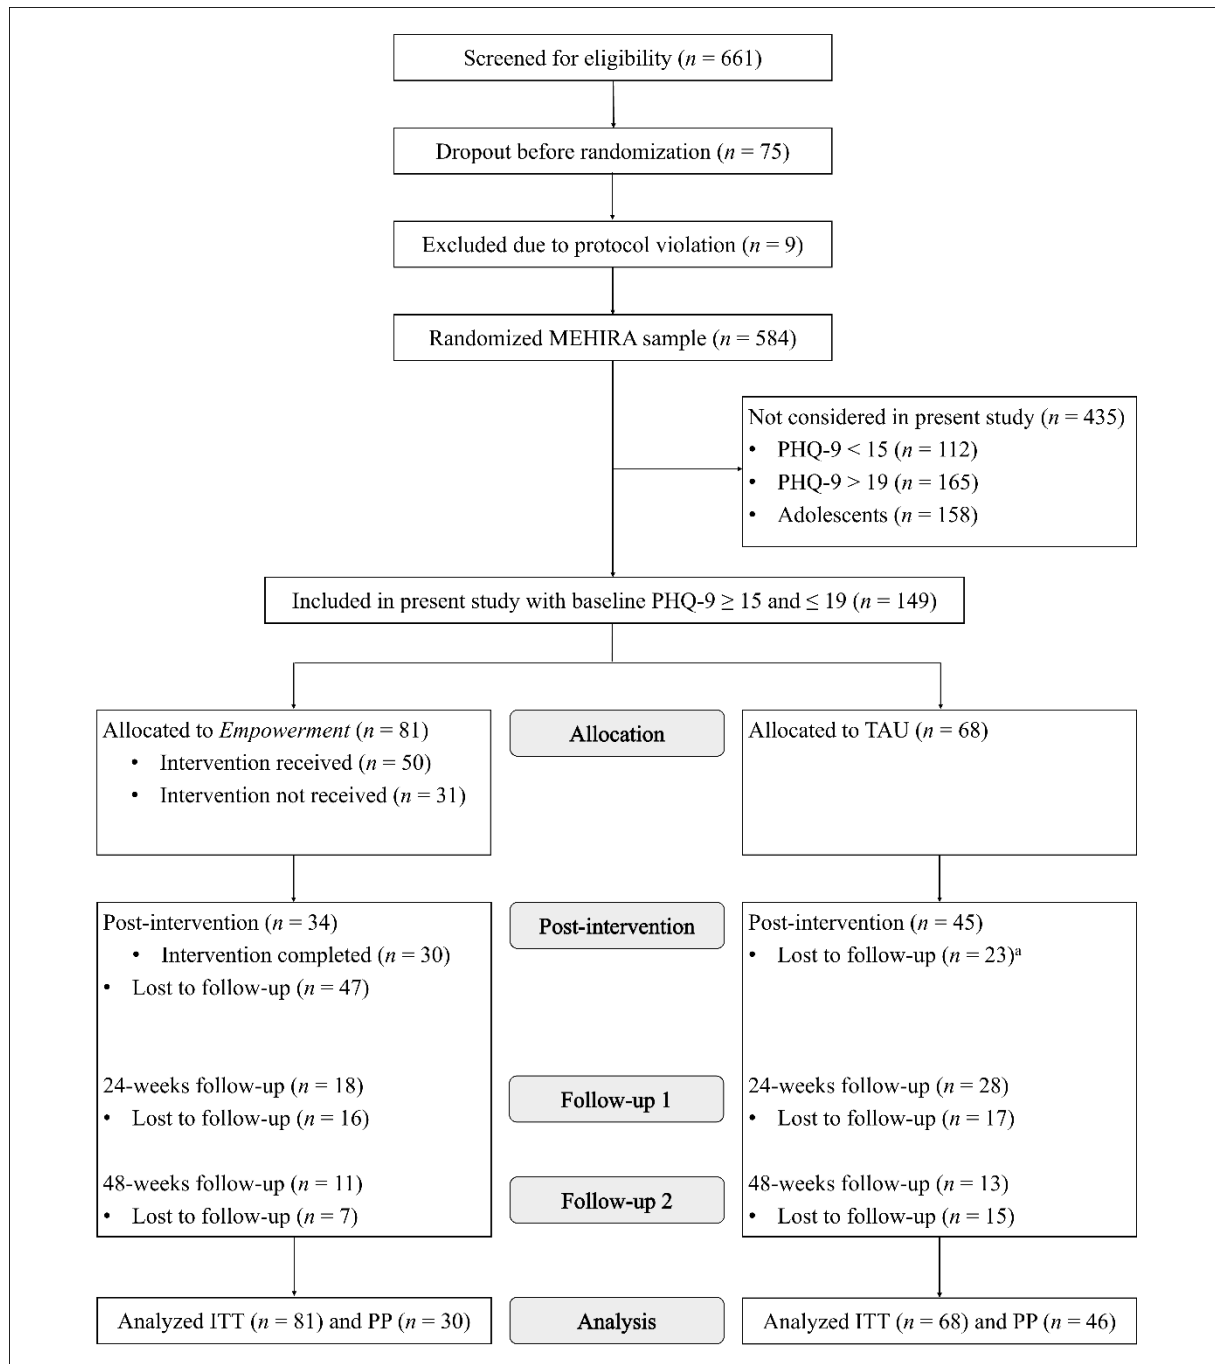 Screened for eligibility (n = 661)
Dropout before randomization (n = 75)
Excluded due to protocol violation (n = 9)
Randomized MEHIRA sample (n = 584)
Not considered in present study (n = 435)
• PHQ-9 < 15 (n = 112)
• PHQ-9 > 19 (n = 165)
• Adolescents (n = 158)
Included in present study with baseline PHQ-9 ≥ 15 and ≤ 19 (n = 149)
Allocated to Empowerment (n = 81)
• Intervention received (n = 50)
• Intervention not received (n = 31)
Allocation
Allocated to TAU (n = 68)
Post-intervention (n = 34)
• Intervention completed (n = 30)
• Lost to follow-up (n = 47)
Post-intervention
Post-intervention (n = 45)
• Lost to follow-up (n = 23)ᵃ
24-weeks follow-up (n = 18)
• Lost to follow-up (n = 16)
Follow-up 1
24-weeks follow-up (n = 28)
• Lost to follow-up (n = 17)
48-weeks follow-up (n = 11)
• Lost to follow-up (n = 7)
Follow-up 2
48-weeks follow-up (n = 13)
• Lost to follow-up (n = 15)
Analyzed ITT (n = 81) and PP (n = 30)
Analysis
Analyzed ITT (n = 68) and PP (n = 46)